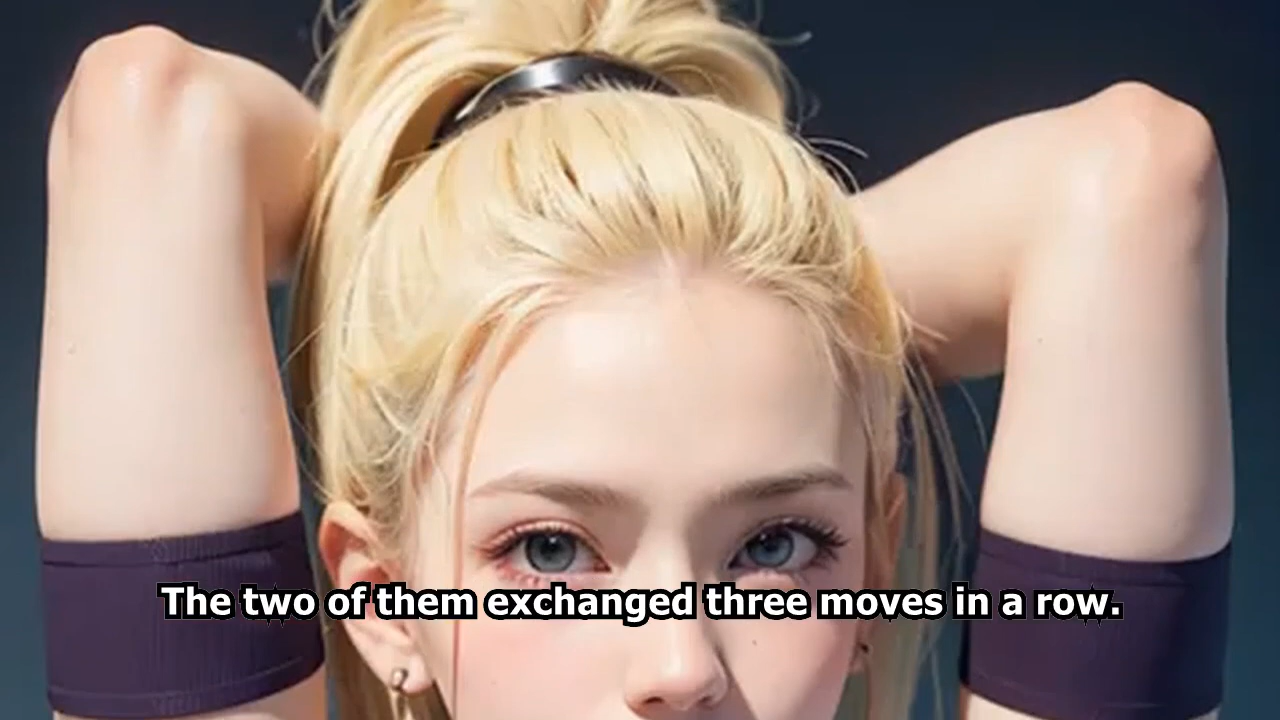 The two of them exchanged three moves in a row.